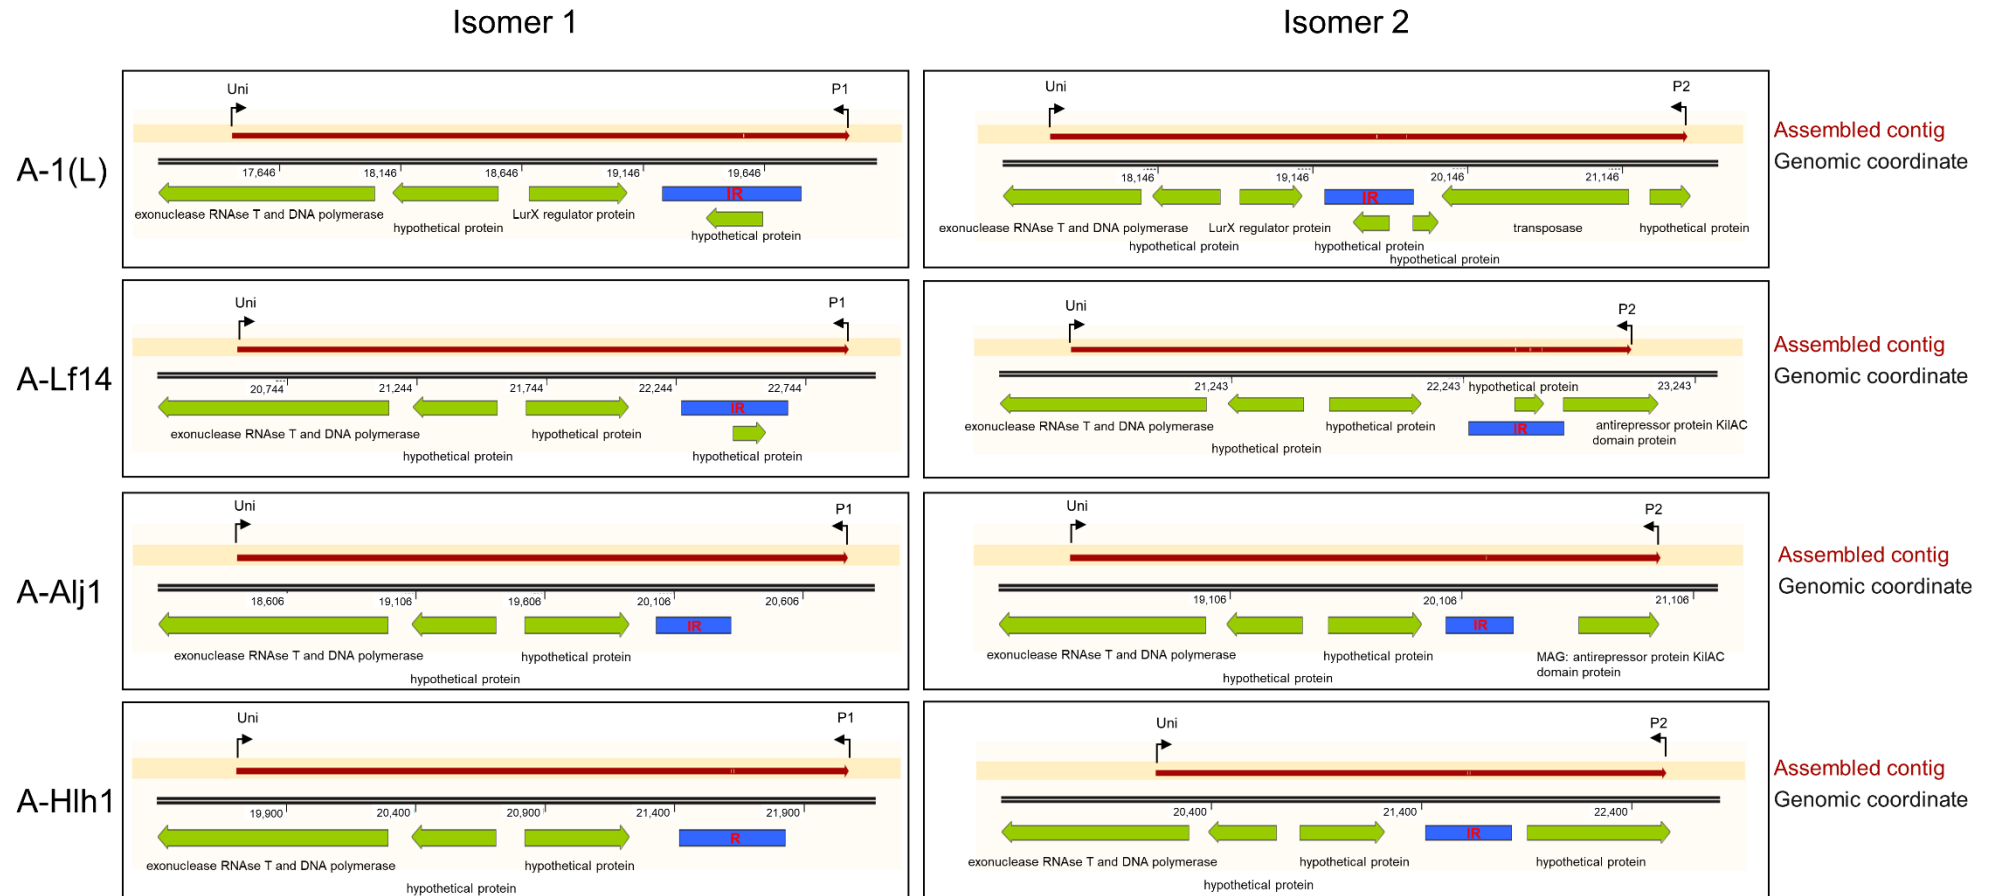 Isomer 1
Isomer 2
A-1(L)
Uni
P1
17,646
18,146
18,646
19,146
19,646
IR
exonuclease RNAse T and DNA polymerase
LurX regulator protein
hypothetical protein
hypothetical protein
Uni
P2
18,146
19,146
20,146
21,146
IR
exonuclease RNAse T and DNA polymerase
LurX regulator protein
transposase
hypothetical protein
hypothetical protein
hypothetical protein
hypothetical protein
Assembled contig
Genomic coordinate
A-Lf14
Uni
P1
20,744
21,244
21,744
22,244
22,744
IR
exonuclease RNAse T and DNA polymerase
hypothetical protein
hypothetical protein
hypothetical protein
Uni
P2
21,243
22,243
hypothetical protein
23,243
exonuclease RNAse T and DNA polymerase
hypothetical protein
IR
antirepressor protein KilAC
domain protein
hypothetical protein
Assembled contig
Genomic coordinate
A-Alj1
Uni
P1
18,606
19,106
19,606
20,106
20,606
IR
exonuclease RNAse T and DNA polymerase
hypothetical protein
hypothetical protein
Uni
P2
19,106
20,106
21,106
IR
exonuclease RNAse T and DNA polymerase
hypothetical protein
MAG: antirepressor protein KilAC
domain protein
hypothetical protein
Assembled contig
Genomic coordinate
A-Hlh1
Uni
P1
19,900
20,400
20,900
21,400
21,900
R
exonuclease RNAse T and DNA polymerase
hypothetical protein
hypothetical protein
Uni
P2
20,400
21,400
22,400
IR
exonuclease RNAse T and DNA polymerase
hypothetical protein
hypothetical protein
hypothetical protein
Assembled contig
Genomic coordinate